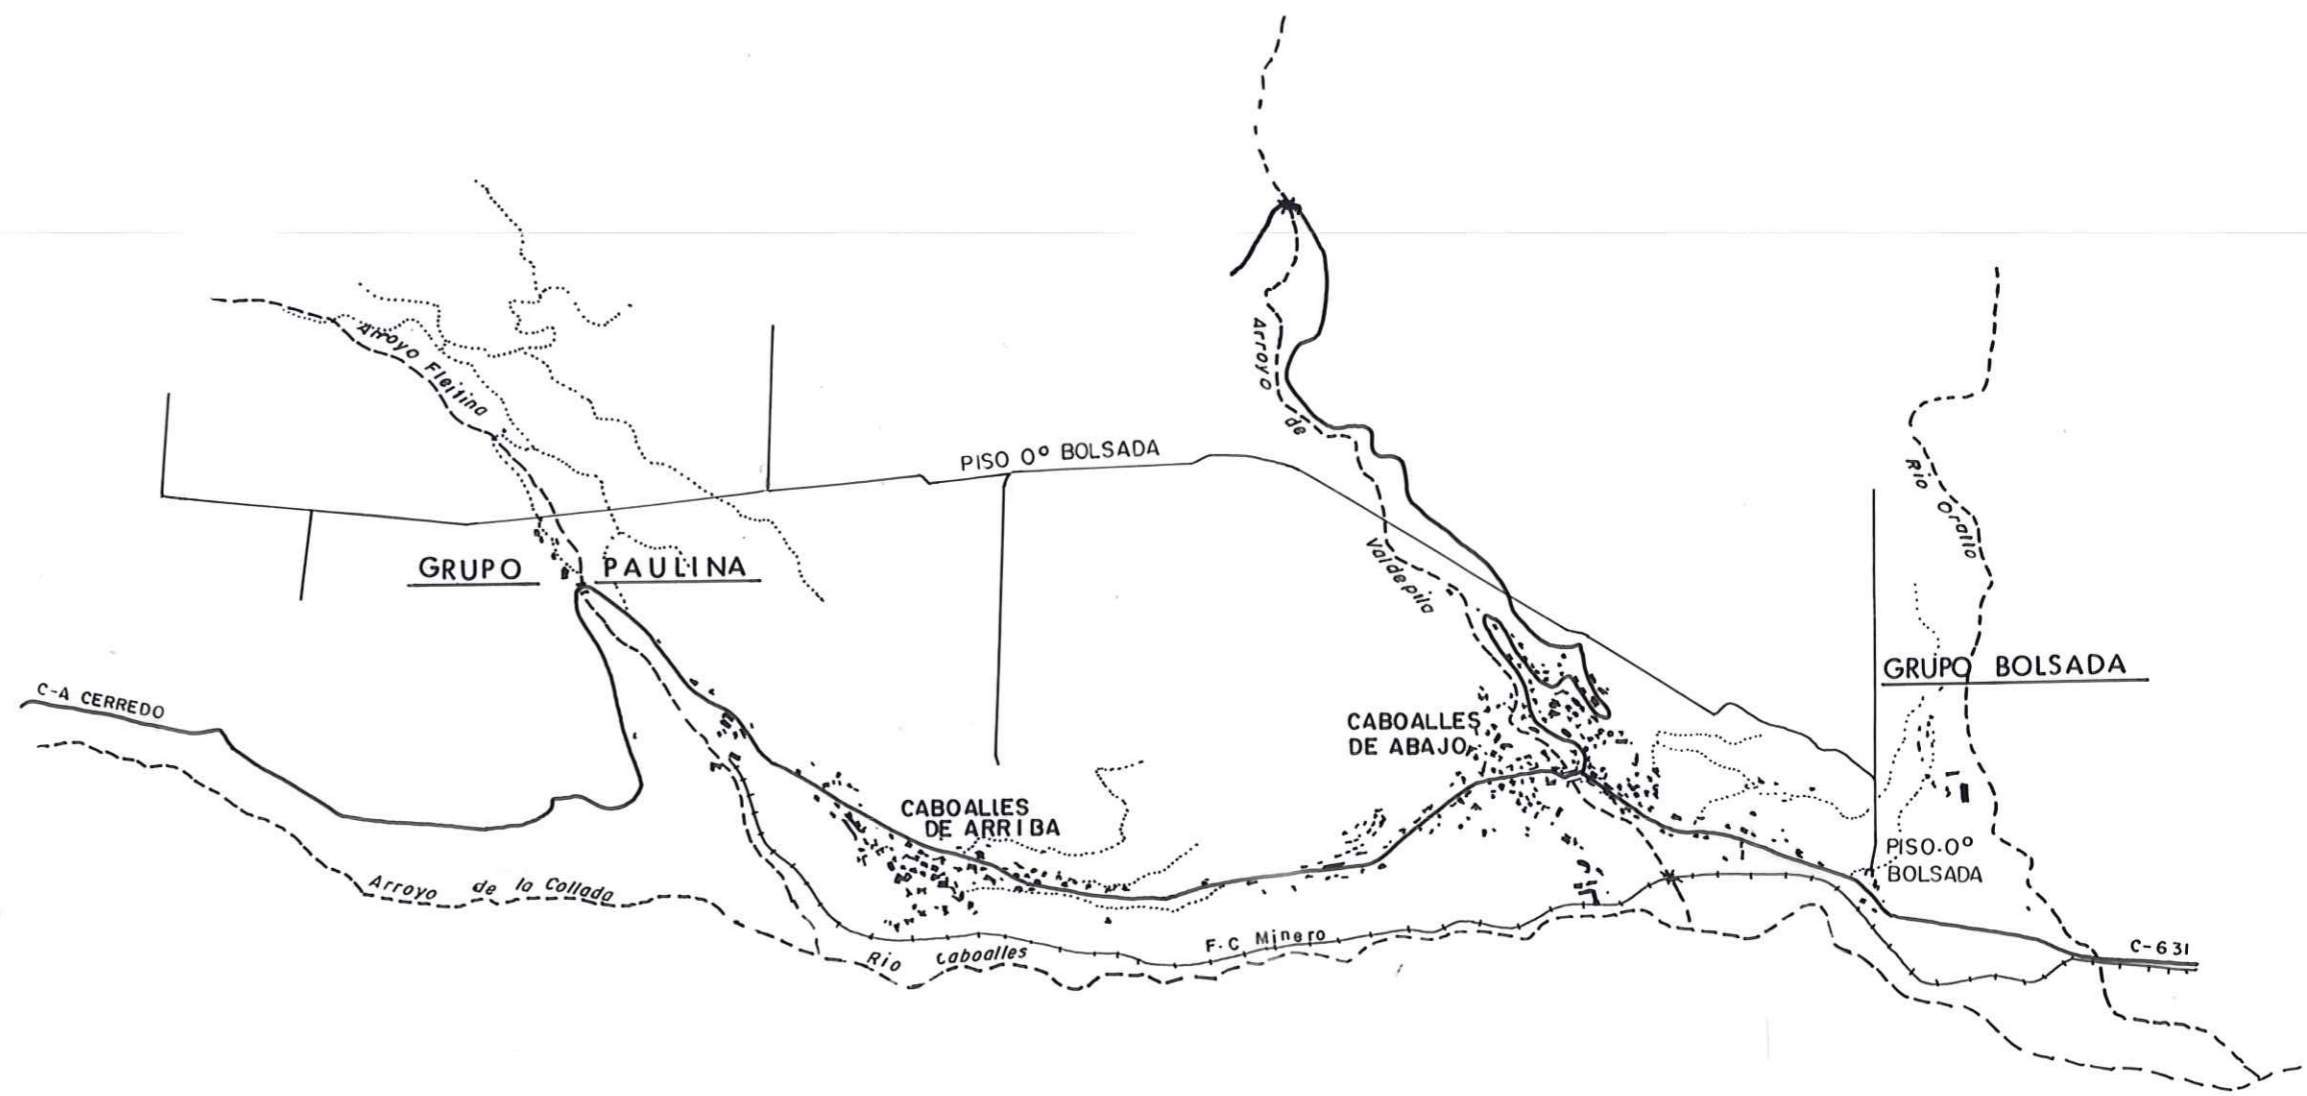 Arroyo Fleitina
Arroyo de Valdepila
PISO 0º BOLSADA
Rio Orallo
GRUPO PAULINA
GRUPO BOLSADA
C-A CERREDO
CABOALLES
DE ABAJO
CABOALLES
DE ARRIBA
PISO.0º
BOLSADA
Arroyo de la Collada
F.C Minero
Rio Caboalles
C-631